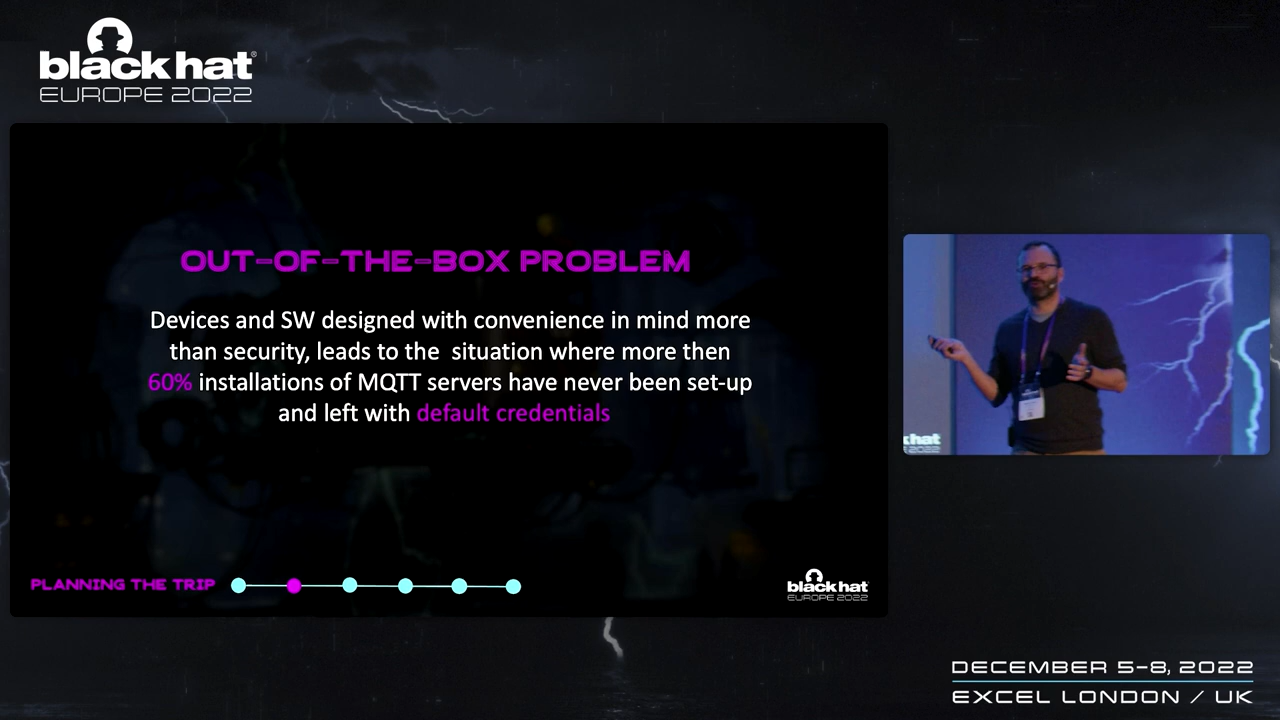 black hat®
EUROPE 2022
OUT-OF-THE-BOX PROBLEM
Devices and SW designed with convenience in mind more
than security, leads to the situation where more then
60% installations of MQTT servers have never been set-up
and left with default credentials
PLANNING THE TRIP
black hat
EUROPE 2022
k hat
2022
DECEMBER 5-8, 2022
EXCEL LONDON / UK